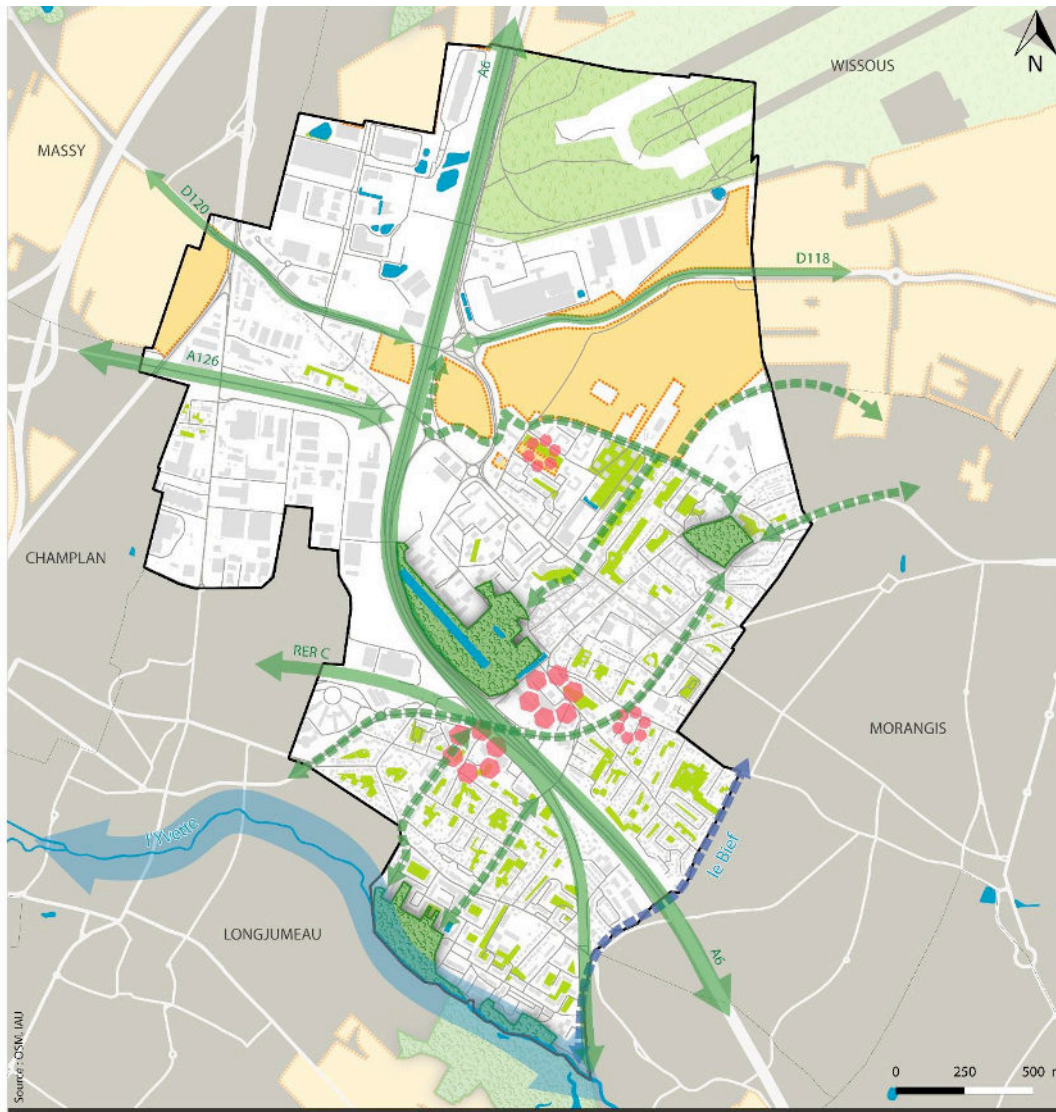 A6
N
WISSOUS
MASSY
D120
D118
A126
CHAMPLAN
RER C
MORANGIS
l'Yvette
le Bief
LONGJUMEAU
A6
Source : OSM, IAU
0 250 500 m